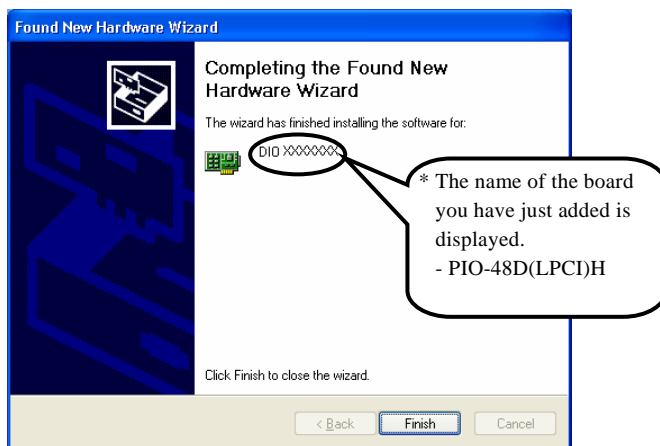 Found New Hardware Wizard
Completing the Found New
Hardware Wizard
The wizard has finished installing the software for:
DIO XXXXXXX
* The name of the board
you have just added is
displayed.
- PIO-48D(LPCI)H
Click Finish to close the wizard.
< Back
Finish
Cancel